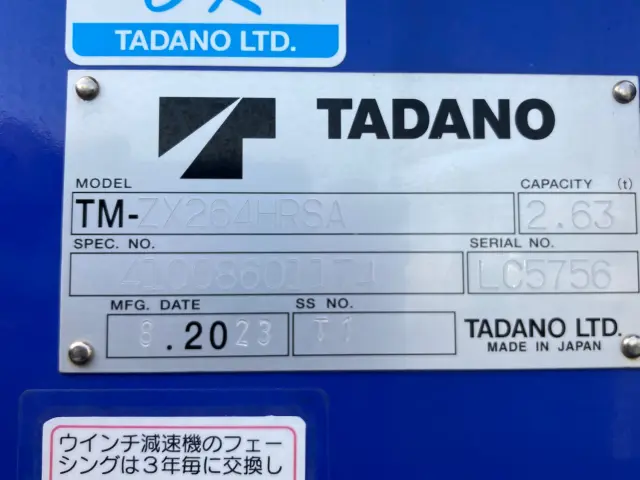 TADANO LTD.
TADANO
MODEL
CAPACITY (t)
TM-ZX264HRSA
2.63
SPEC. NO.
SERIAL NO.
LC5756
MFG. DATE
SS NO.
8.2023
T1
TADANO LTD.
MADE IN JAPAN
ウインチ減速機のフェー
シングは3年毎に交換し